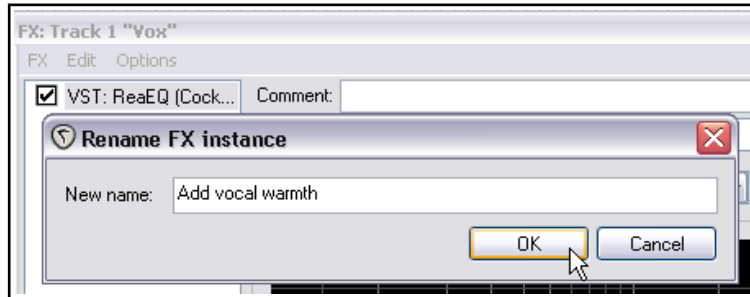 FX: Track 1 "Vox"
FX Edit Options
VST: ReaEQ (Cock... Comment:
Rename FX instance
New name: Add vocal warmth
OK Cancel